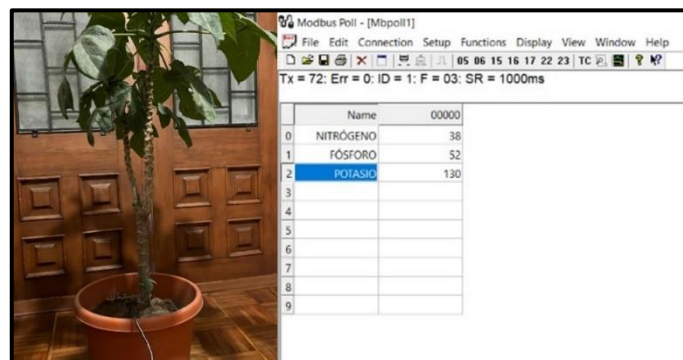 Modbus Poll - [Mbpoll1]
File Edit Connection Setup Functions Display View Window Help
05 06 15 16 17 22 23 TC
Tx = 72: Err = 0: ID = 1: F = 03: SR = 1000ms
Name 00000
0 NITRÓGENO 38
1 FÓSFORO 52
2 POTASIO 130
3
4
5
6
7
8
9